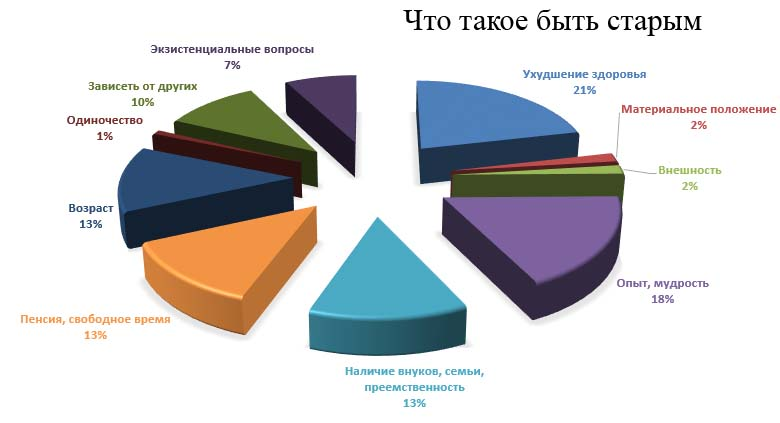 Что такое быть старым
Экзистенциальные вопросы
7%
Ухудшение здоровья
21%
Зависеть от других
10%
Материальное положение
2%
Одиночество
1%
Внешность
2%
Возраст
13%
Опыт, мудрость
18%
Пенсия, свободное время
13%
Наличие внуков, семьи,
преемственность
13%